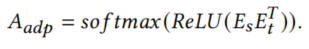 A_{adp} = softmax(ReLU(E_s E_t^T)).